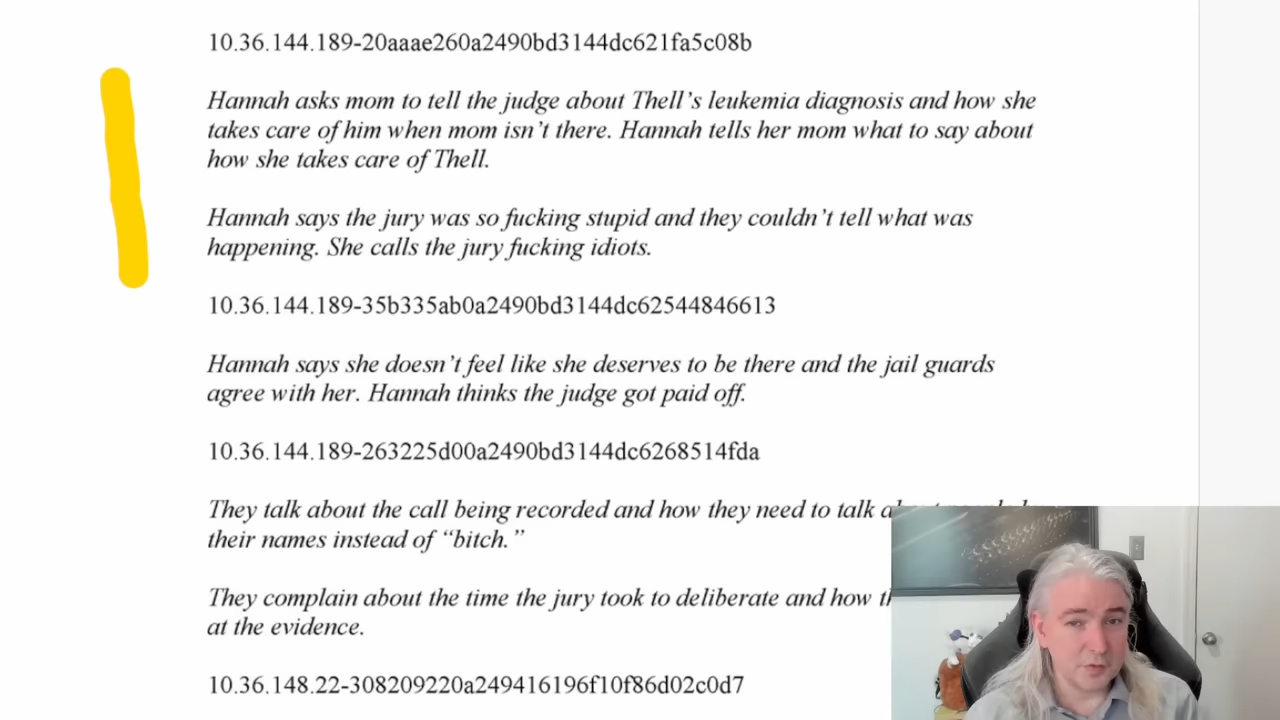 10.36.144.189-20aaae260a2490bd3144dc621fa5c08b
Hannah asks mom to tell the judge about Thell's leukemia diagnosis and how she
takes care of him when mom isn't there. Hannah tells her mom what to say about
how she takes care of Thell.
Hannah says the jury was so fucking stupid and they couldn't tell what was
happening. She calls the jury fucking idiots.
10.36.144.189-35b335ab0a2490bd3144dc62544846613
Hannah says she doesn't feel like she deserves to be there and the jail guards
agree with her. Hannah thinks the judge got paid off.
10.36.144.189-263225d00a2490bd3144dc6268514fda
They talk about the call being recorded and how they need to talk
their names instead of "bitch."
They complain about the time the jury took to deliberate and how
at the evidence.
10.36.148.22-308209220a249416196f10f86d02c0d7